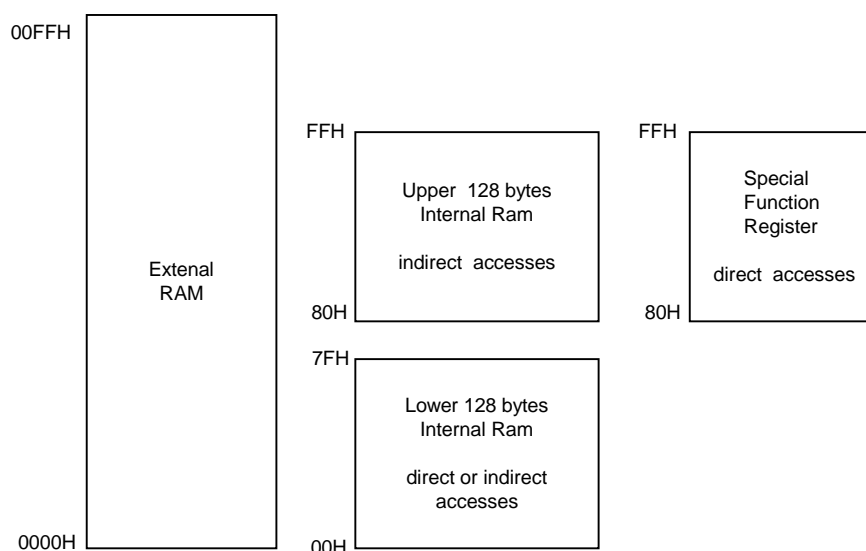 00FFH
Extenal
RAM
0000H
FFH
Upper 128 bytes
Internal Ram
indirect accesses
80H
7FH
Lower 128 bytes
Internal Ram
direct or indirect
accesses
00H
FFH
Special
Function
Register
direct accesses
80H